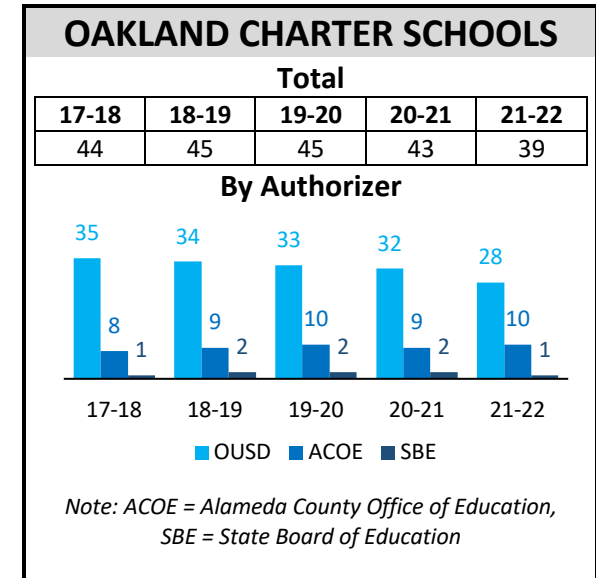 OAKLAND CHARTER SCHOOLS
Total
17-18 18-19 19-20 20-21 21-22
44 45 45 43 39
By Authorizer
35 34 33 32 28
8 9 10 9 10
1 2 2 2 1
17-18 18-19 19-20 20-21 21-22
OUSD ACOE SBE
Note: ACOE = Alameda County Office of Education,
SBE = State Board of Education